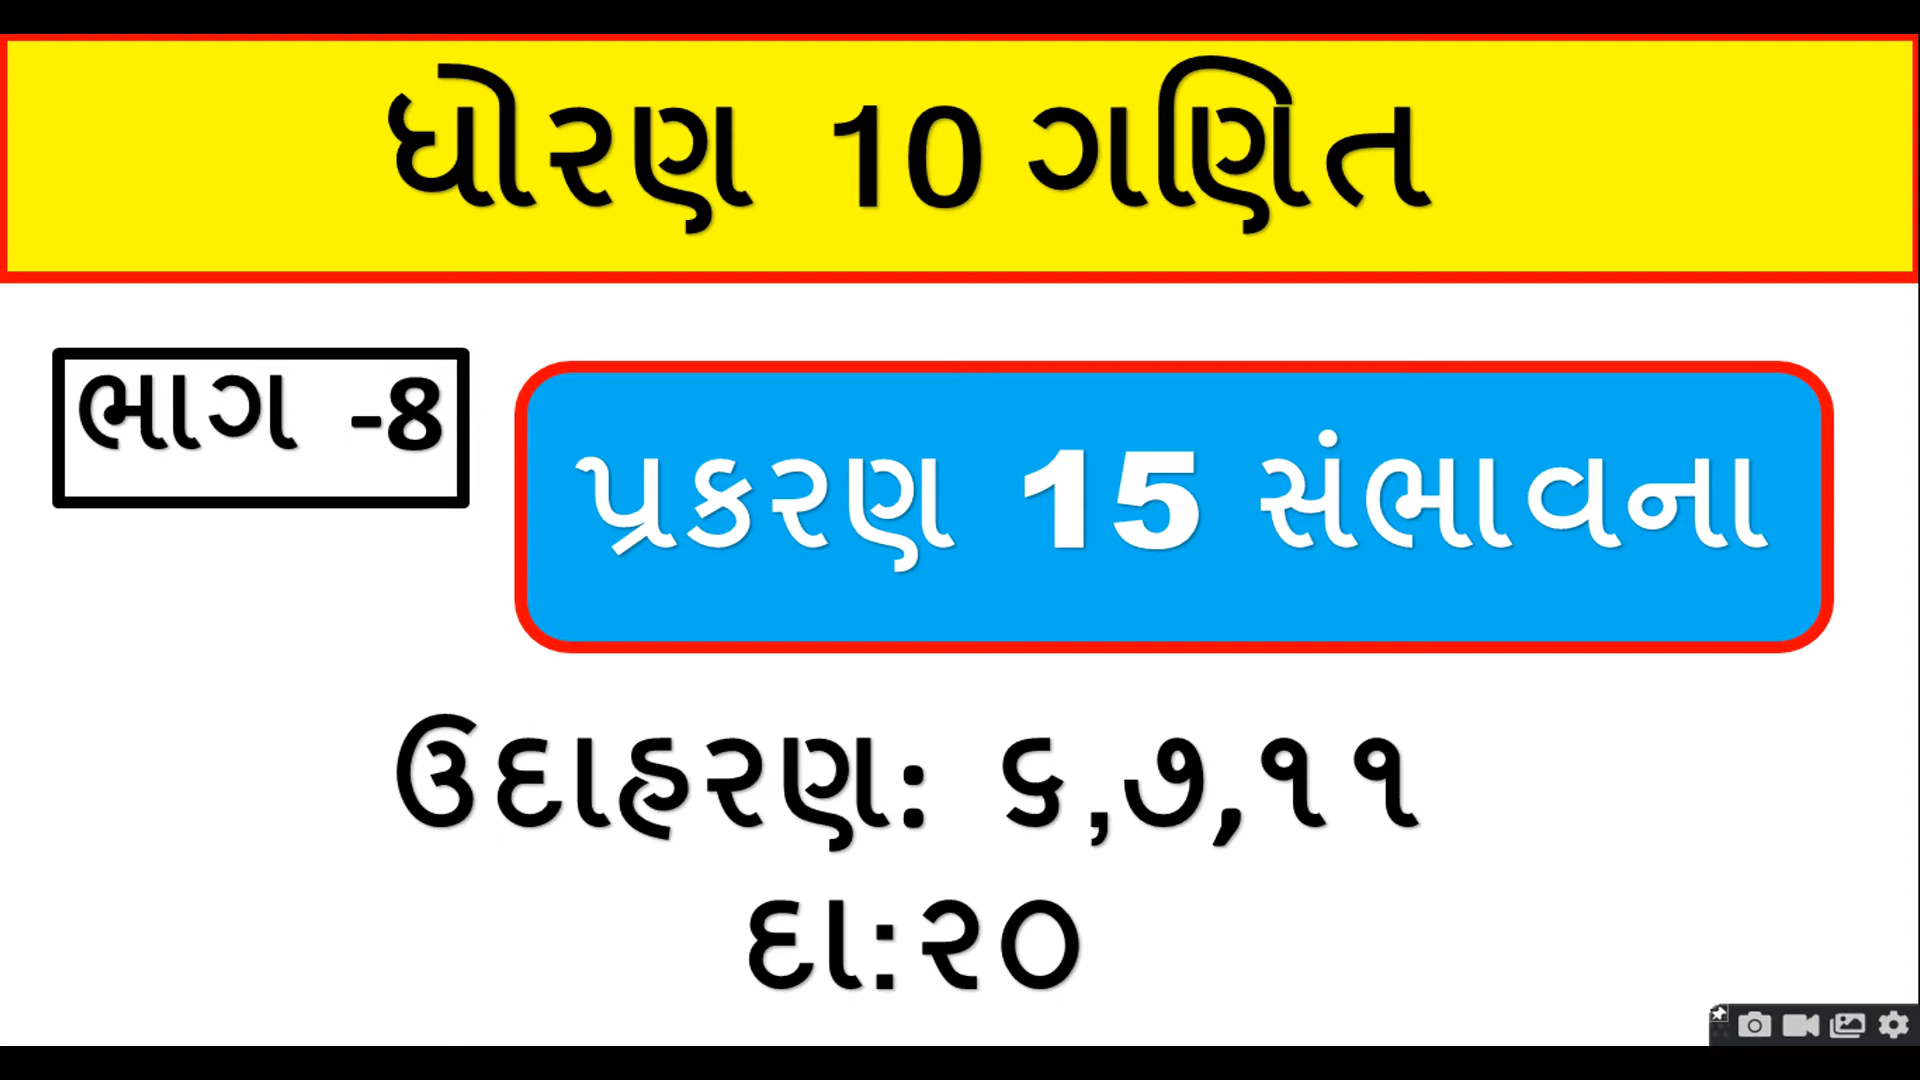 ધોરણ 10 ગણિત
ભાગ -8
પ્રકરણ 15 સંભાવના
ઉદાહરણ: ૬,૭,૧૧
દા:૨૦